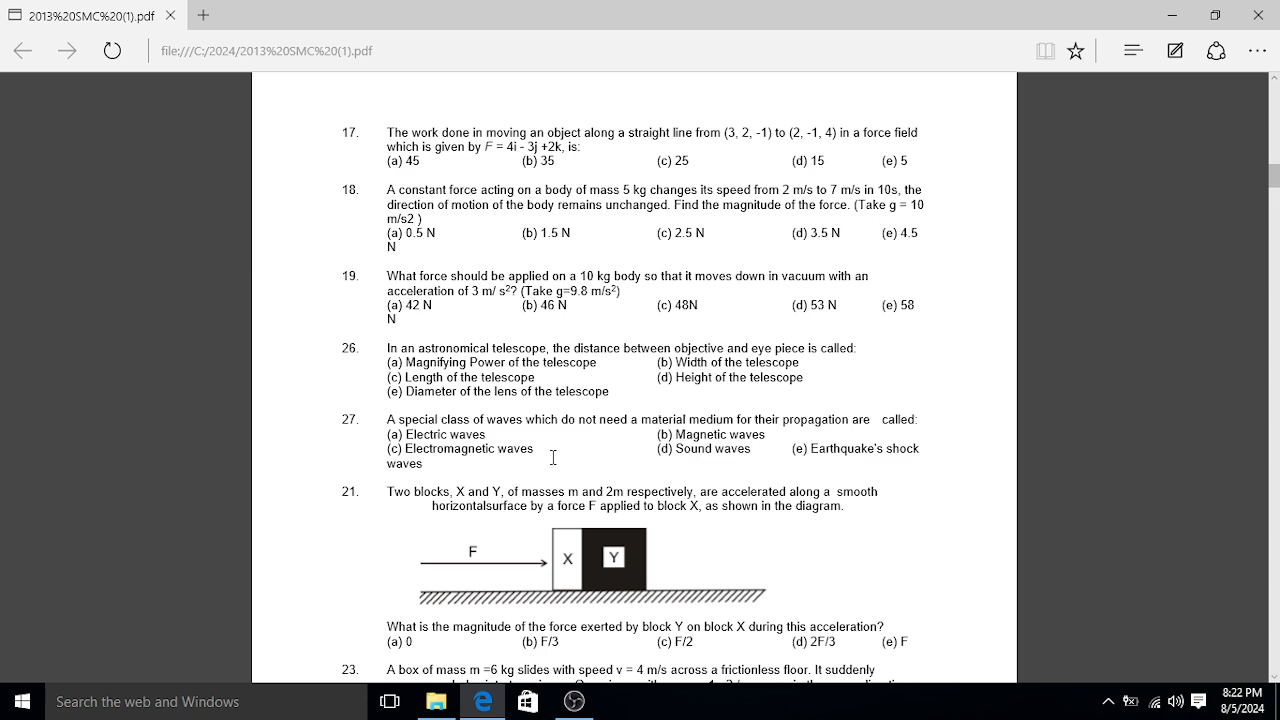 2013%20SMC%20(1).pdf
file:///C:/2024/2013%20SMC%20(1).pdf
17. The work done in moving an object along a straight line from (3, 2, -1) to (2, -1, 4) in a force field
which is given by F = 4i - 3j +2k, is:
(a) 45 (b) 35 (c) 25 (d) 15 (e) 5
18. A constant force acting on a body of mass 5 kg changes its speed from 2 m/s to 7 m/s in 10s, the
direction of motion of the body remains unchanged. Find the magnitude of the force. (Take g = 10
m/s2 )
(a) 0.5 N (b) 1.5 N (c) 2.5 N (d) 3.5 N (e) 4.5
N
19. What force should be applied on a 10 kg body so that it moves down in vacuum with an
acceleration of 3 m/ s²? (Take g=9.8 m/s²)
(a) 42 N (b) 46 N (c) 48N (d) 53 N (e) 58
N
26. In an astronomical telescope, the distance between objective and eye piece is called:
(a) Magnifying Power of the telescope (b) Width of the telescope
(c) Length of the telescope (d) Height of the telescope
(e) Diameter of the lens of the telescope
27. A special class of waves which do not need a material medium for their propagation are called:
(a) Electric waves (b) Magnetic waves
(c) Electromagnetic waves (d) Sound waves (e) Earthquake's shock
waves
21. Two blocks, X and Y, of masses m and 2m respectively, are accelerated along a smooth
horizontalsurface by a force F applied to block X, as shown in the diagram.
F
X Y
What is the magnitude of the force exerted by block Y on block X during this acceleration?
(a) 0 (b) F/3 (c) F/2 (d) 2F/3 (e) F
23. A box of mass m =6 kg slides with speed v = 4 m/s across a frictionless floor. It suddenly
Search the web and Windows
8:22 PM
8/5/2024